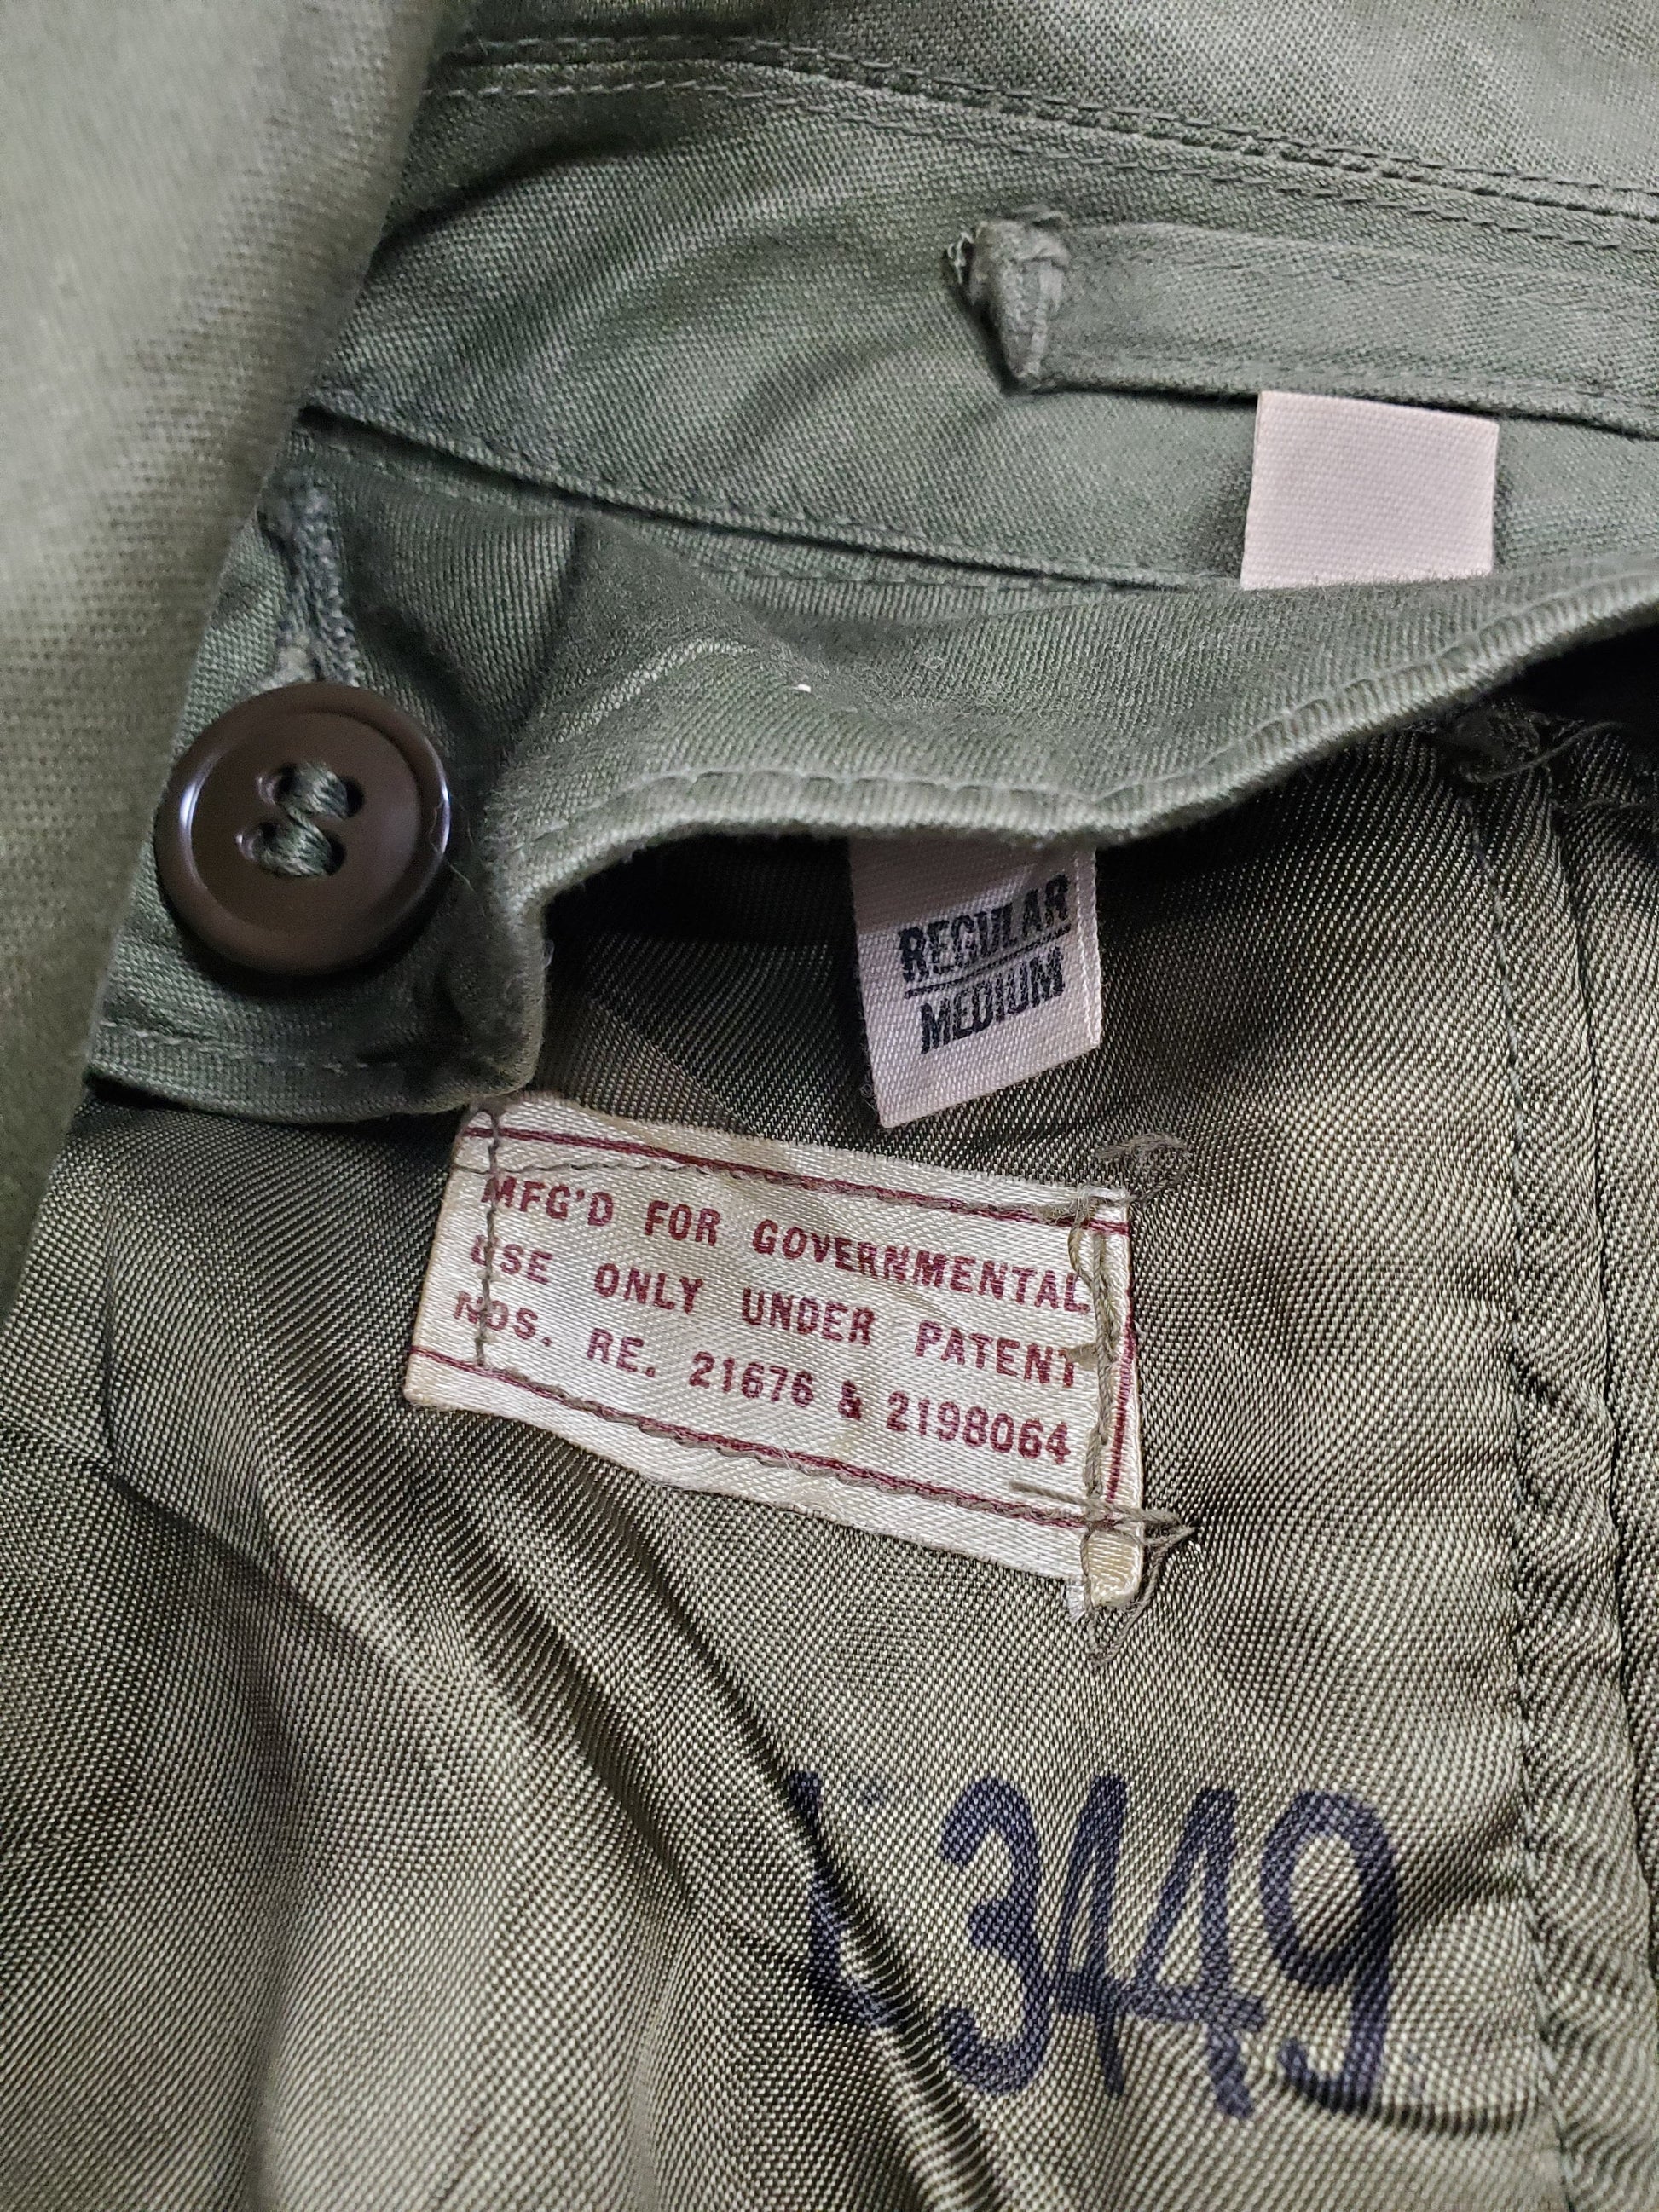 REGULAR
MEDIUM
MFG'D FOR GOVERNMENTAL
USE ONLY UNDER PATENT
NOS. RE. 21676 & 2198064
L 3449